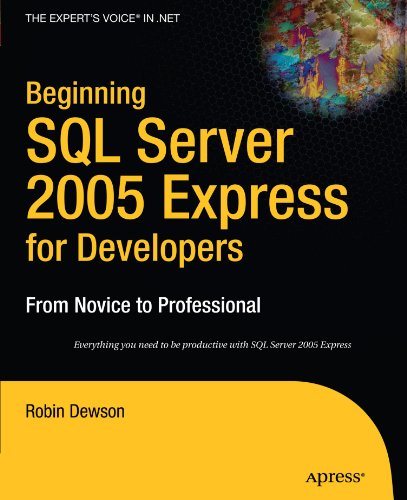 THE EXPERT'S VOICE® IN .NET
Beginning
SQL Server
2005 Express
for Developers
From Novice to Professional
Everything you need to be productive with SQL Server 2005 Express
Robin Dewson
Apress®